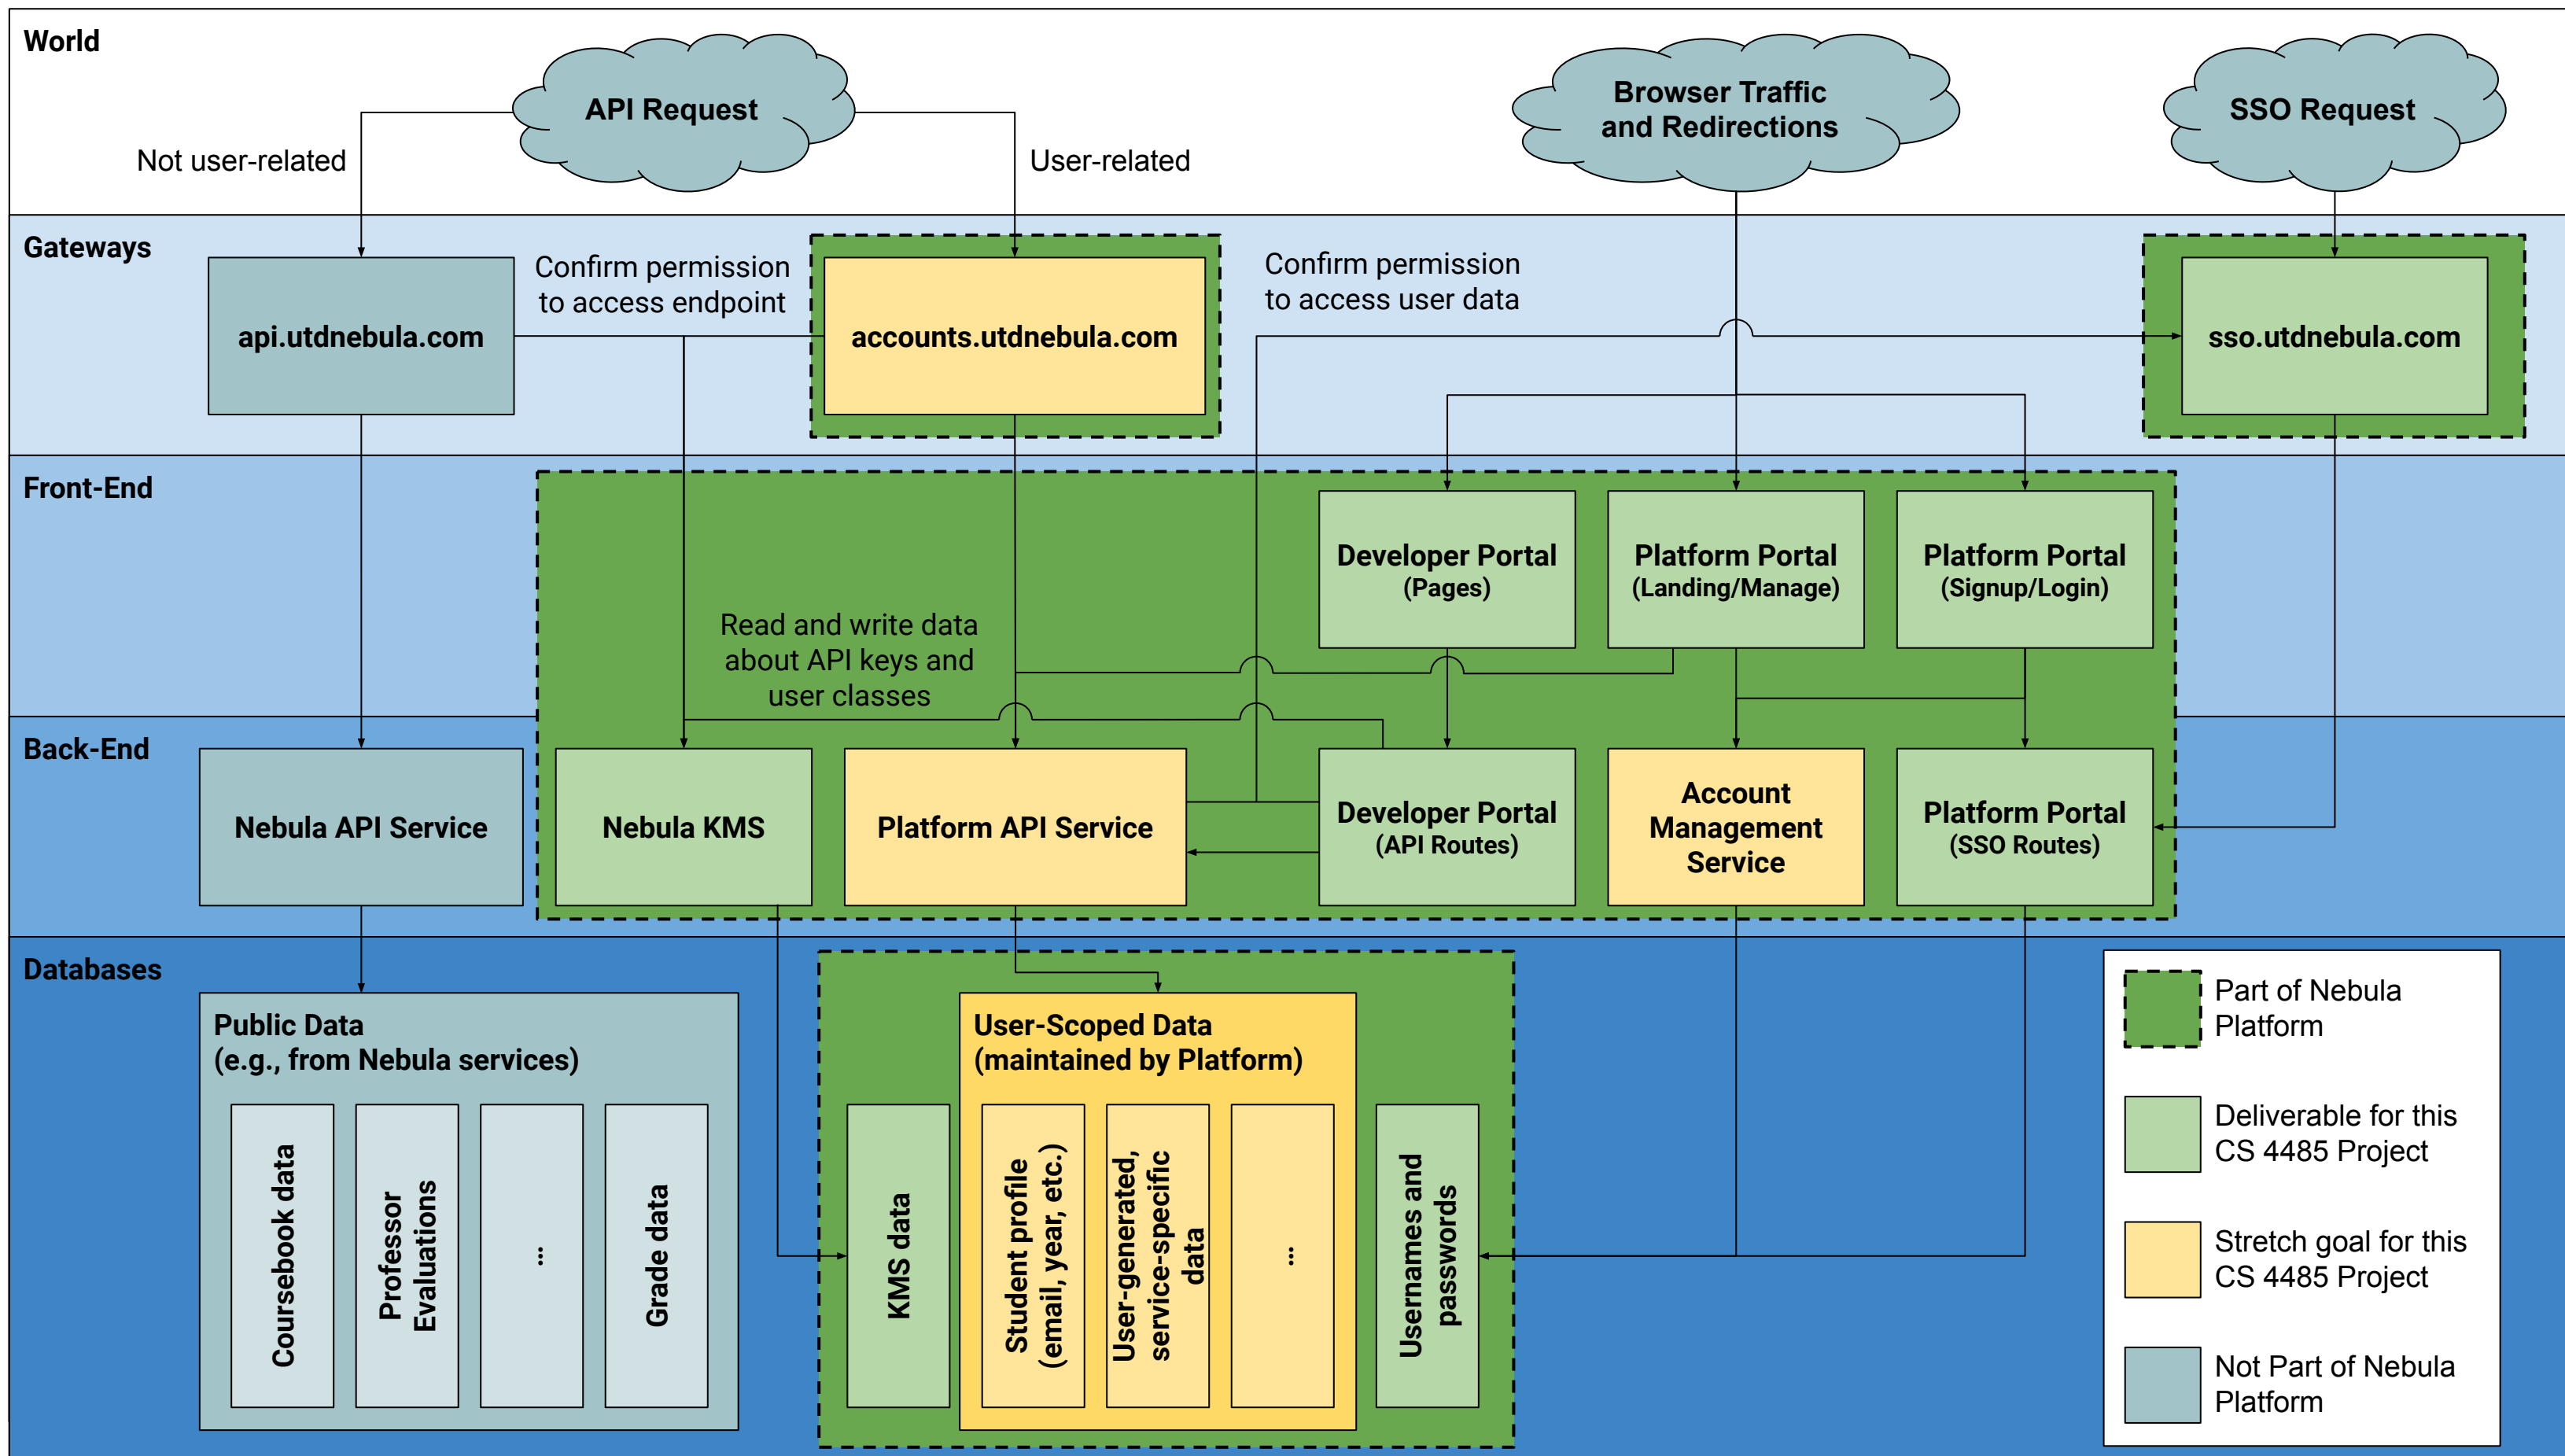 World
API Request
Browser Traffic
and Redirections
SSO Request
Not user-related
User-related
Gateways
api.utdnebula.com
Confirm permission
to access endpoint
accounts.utdnebula.com
Confirm permission
to access user data
sso.utdnebula.com
Front-End
Developer Portal
(Pages)
Platform Portal
(Landing/Manage)
Platform Portal
(Signup/Login)
Read and write data
about API keys and
user classes
Back-End
Nebula API Service
Nebula KMS
Platform API Service
Developer Portal
(API Routes)
Account
Management
Service
Platform Portal
(SSO Routes)
Databases
Public Data
(e.g., from Nebula services)
Coursebook data
Professor
Evaluations
...
Grade data
KMS data
User-Scoped Data
(maintained by Platform)
Student profile
(email, year, etc.)
User-generated,
service-specific
data
...
Usernames and
passwords
Part of Nebula
Platform
Deliverable for this
CS 4485 Project
Stretch goal for this
CS 4485 Project
Not Part of Nebula
Platform